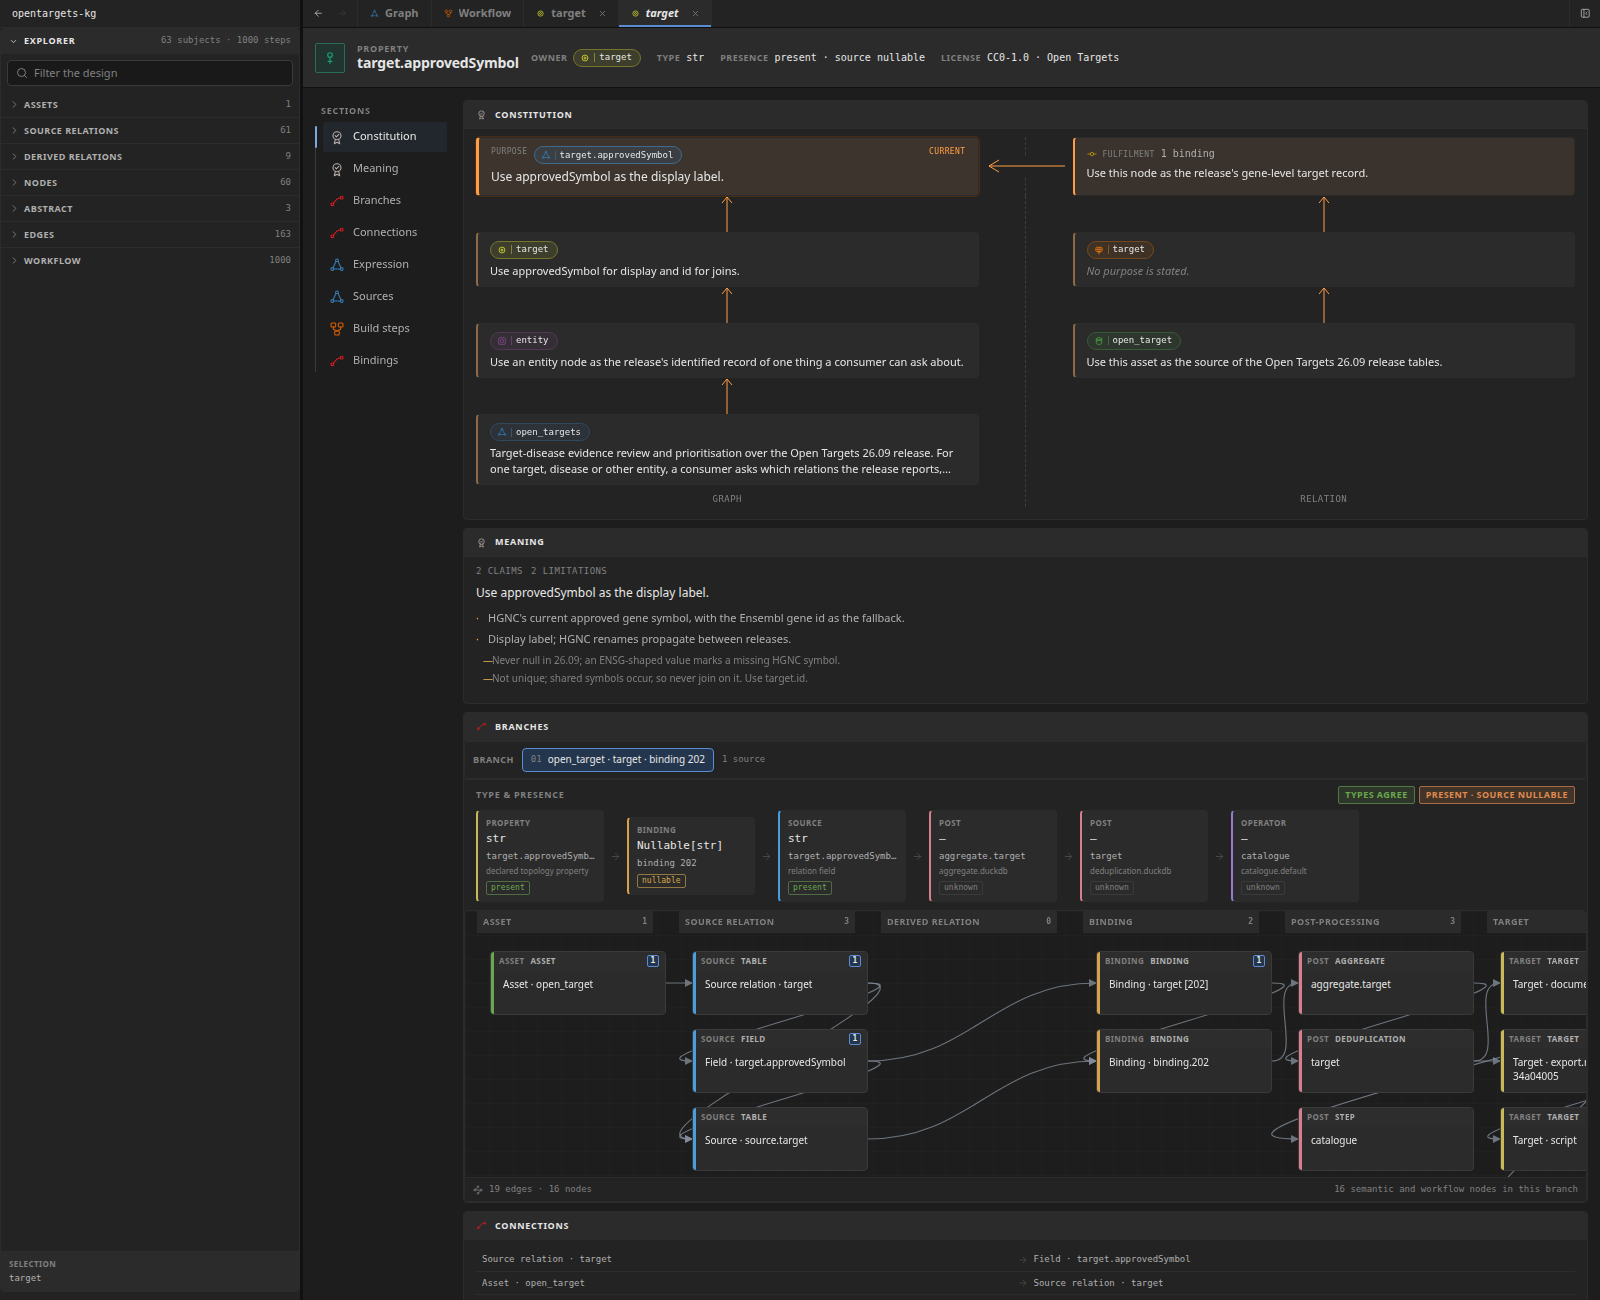 opentargets-kg
Graph
Workflow
target
target
EXPLORER 63 subjects · 1000 steps
Filter the design
ASSETS 1
SOURCE RELATIONS 61
DERIVED RELATIONS 9
NODES 60
ABSTRACT 3
EDGES 163
WORKFLOW 1000
SELECTION
target
PROPERTY
target.approvedSymbol
OWNER target TYPE str PRESENCE present · source nullable LICENSE CC0-1.0 · Open Targets
SECTIONS
Constitution
Meaning
Branches
Connections
Expression
Sources
Build steps
Bindings
CONSTITUTION
PURPOSE target.approvedSymbol CURRENT
Use approvedSymbol as the display label.
FULFILMENT 1 binding
Use this node as the release's gene-level target record.
target
Use approvedSymbol for display and id for joins.
target
No purpose is stated.
entity
Use an entity node as the release's identified record of one thing a consumer can ask about.
open_target
Use this asset as the source of the Open Targets 26.09 release tables.
open_targets
Target-disease evidence review and prioritisation over the Open Targets 26.09 release. For
one target, disease or other entity, a consumer asks which relations the release reports,...
GRAPH
RELATION
MEANING
2 CLAIMS 2 LIMITATIONS
Use approvedSymbol as the display label.
· HGNC's current approved gene symbol, with the Ensembl gene id as the fallback.
· Display label; HGNC renames propagate between releases.
—Never null in 26.09; an ENSG-shaped value marks a missing HGNC symbol.
—Not unique; shared symbols occur, so never join on it. Use target.id.
BRANCHES
BRANCH 01 open_target · target · binding 202 1 source
TYPE & PRESENCE TYPES AGREE PRESENT · SOURCE NULLABLE
PROPERTY
str
target.approvedSymb…
declared topology property
present
BINDING
Nullable[str]
binding 202
nullable
SOURCE
str
target.approvedSymb…
relation field
present
POST
—
aggregate.target
aggregate.duckdb
unknown
POST
—
target
deduplication.duckdb
unknown
OPERATOR
—
catalogue
catalogue.default
unknown
ASSET 1
SOURCE RELATION 3
DERIVED RELATION 0
BINDING 2
POST-PROCESSING 3
TARGET
ASSET ASSET 1
Asset · open_target
SOURCE TABLE 1
Source relation · target
BINDING BINDING 1
Binding · target [202]
POST AGGREGATE
aggregate.target
TARGET TARGET
Target · docume
SOURCE FIELD 1
Field · target.approvedSymbol
BINDING BINDING
Binding · binding.202
POST DEDUPLICATION
target
TARGET TARGET
Target · export.
34a04005
SOURCE TABLE
Source · source.target
POST STEP
catalogue
TARGET TARGET
Target · script
19 edges · 16 nodes
16 semantic and workflow nodes in this branch
CONNECTIONS
Source relation · target → Field · target.approvedSymbol
Asset · open_target → Source relation · target